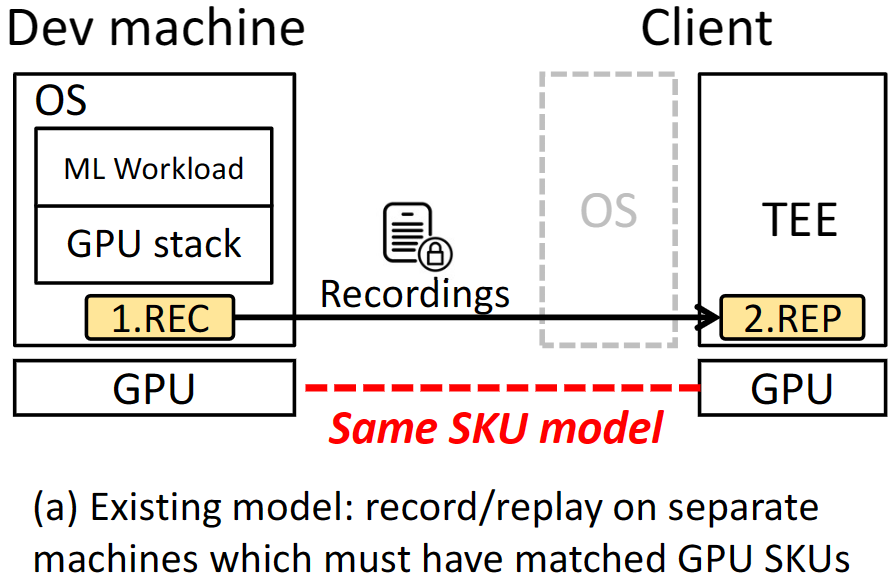 Dev machine
Client
OS
ML Workload
GPU stack
1.REC
GPU
Recordings
OS
TEE
2.REP
GPU
Same SKU model
(a) Existing model: record/replay on separate
machines which must have matched GPU SKUs